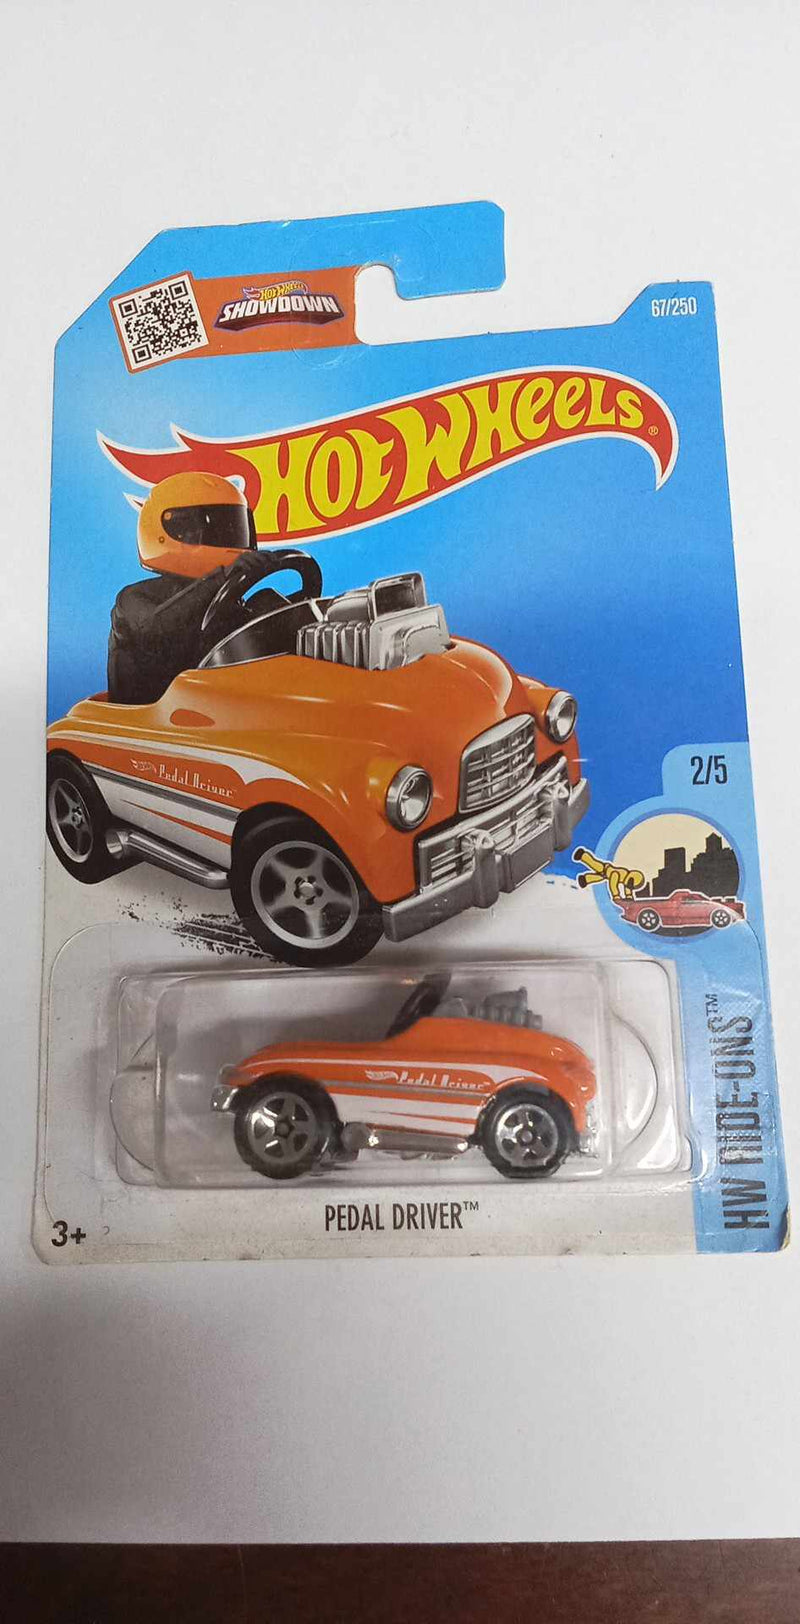 HOT WHEELS
SHOWDOWN
67/250
HOT WHEELS®
Pedal Driver
2/5
Pedal Driver
HW RIDE-ONS™
PEDAL DRIVER™
3+